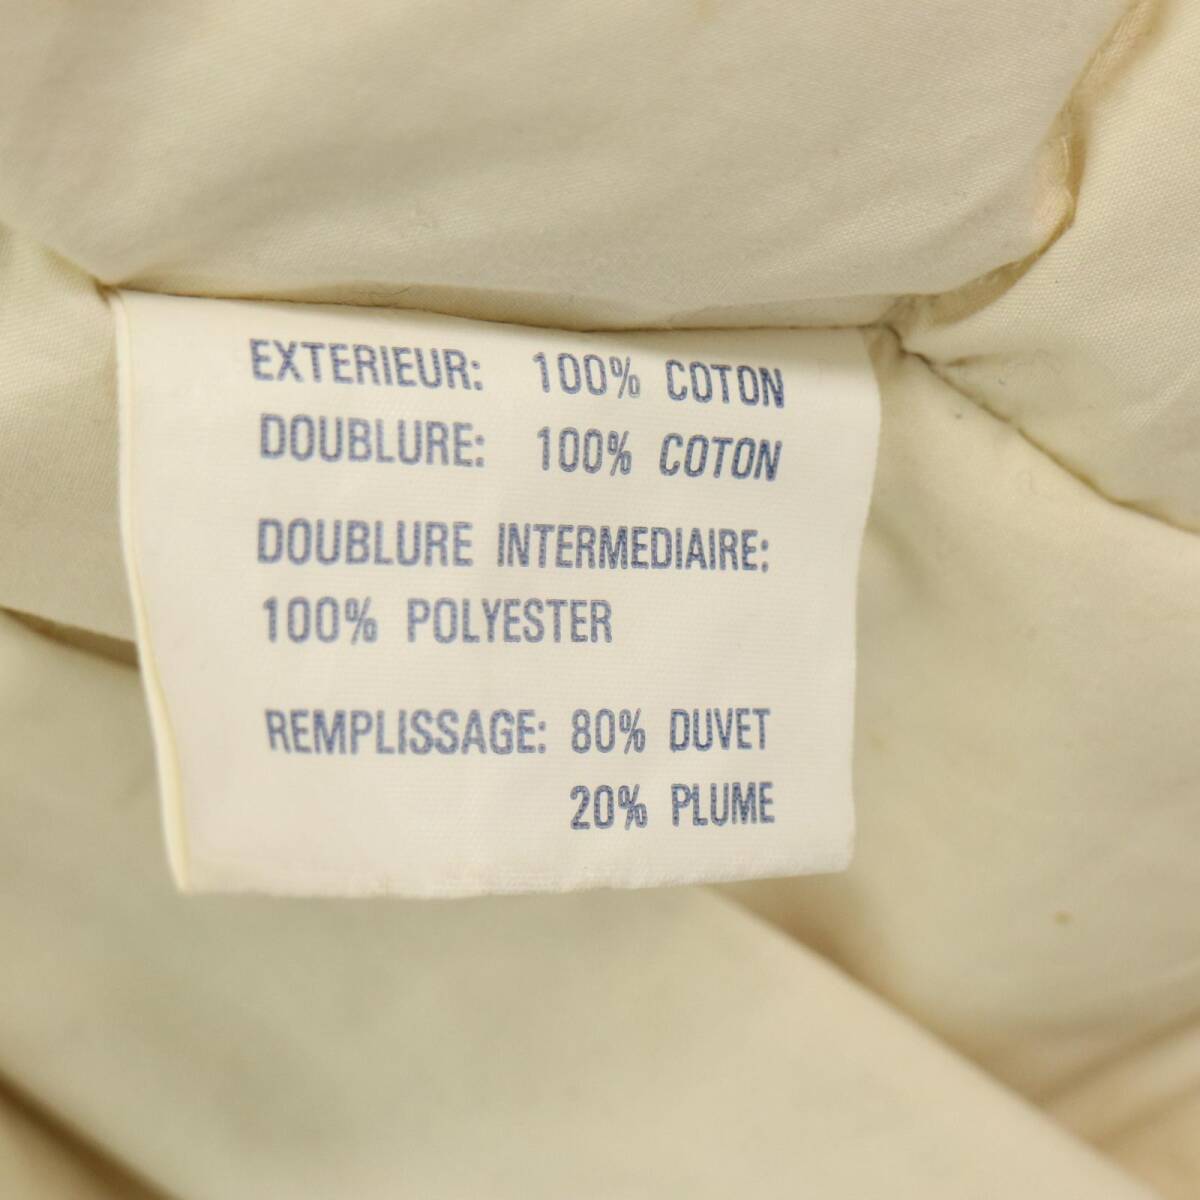 EXTERIEUR: 100% COTON
DOUBLURE: 100% COTON
DOUBLURE INTERMEDIAIRE:
100% POLYESTER
REMPLISSAGE: 80% DUVET
20% PLUME